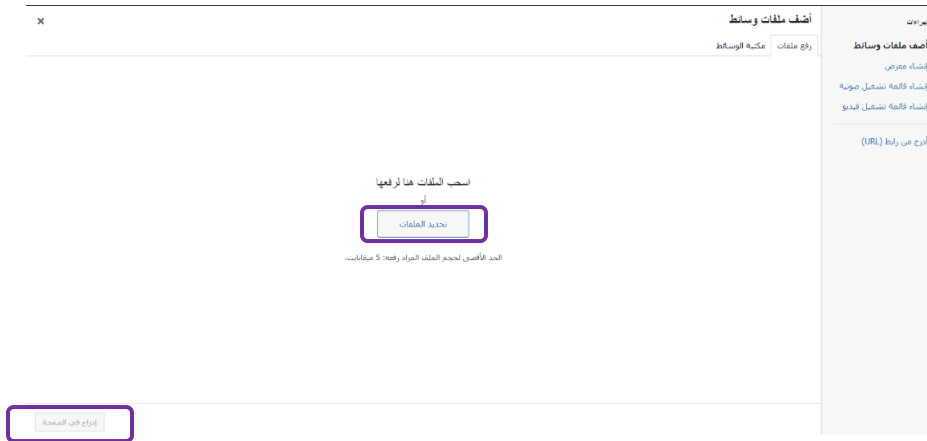 أضف ملفات وسائط
رفع ملفات
مكتبة الوسائط
أضف ملفات وسائط
إنشاء معرض
إنشاء قائمة تشغيل صوتية
إنشاء قائمة تشغيل فيديو
أدرج من رابط (URL)
اسحب الملفات هنا لرفعها
أو
تحديد الملفات
الحد الأقصى لحجم الملف المراد رفعه: 5 ميغابايت.
إدراج في الصفحة